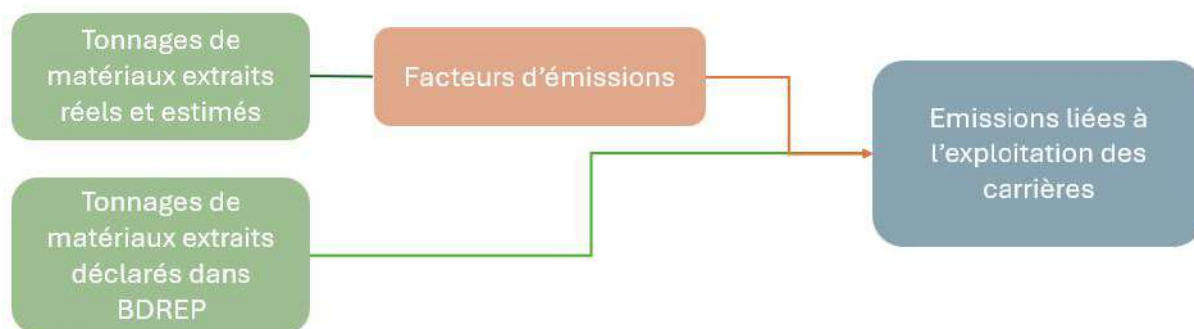 Tonnages de
matériaux extraits
réels et estimés
Facteurs d'émissions
Emissions liées à
l'exploitation des
carrières
Tonnages de
matériaux extraits
déclarés dans
BDREP